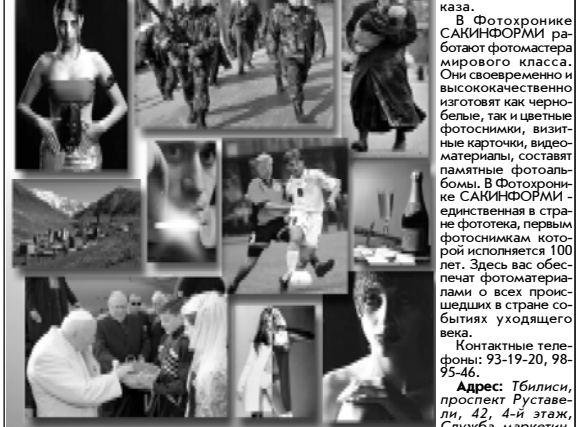 каза.
В Фотохронике
САКИНФОРМИ ра-
ботают фотомастера
мирового класса.
Они своевременно и
высококачественно
изготовят как черно-
белые, так и цветные
фотоснимки, визит-
ные карточки, видео-
материалы, составят
памятные фотоаль-
бомы. В Фотохрони-
ке САКИНФОРМИ -
единственная в стра-
не фототека, первым
фотоснимкам кото-
рой исполняется 100
лет. Здесь вас обес-
печат фотоматериа-
лами о всех проис-
шедших в стране со-
бытиях уходящего
века.
Контактные теле-
фоны: 93-19-20, 98-
95-46.
Адрес: Тбилиси,
проспект Руставе-
ли, 42, 4-й этаж,
Служба маркетин-